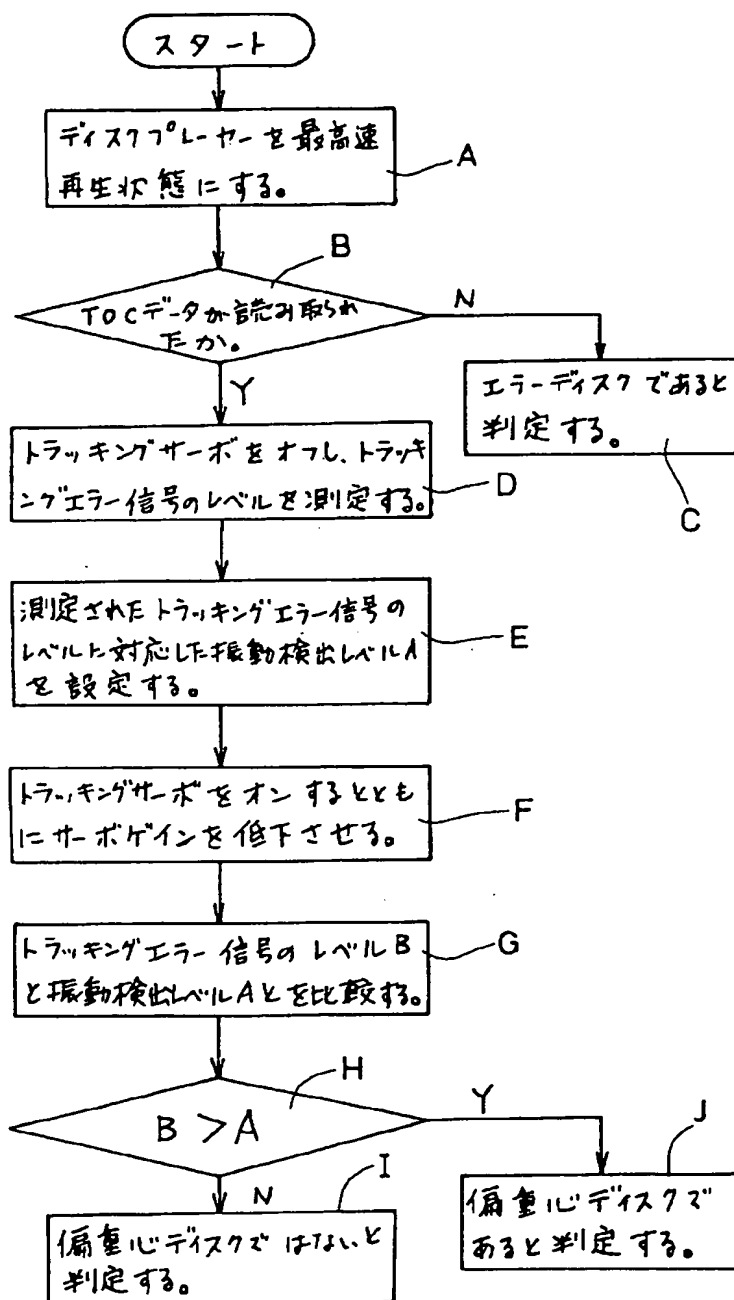 スタート
ディスクプレーヤーを最高速
再生状態にする。
A
B
TOCデータが読み取られ
たか。
N
Y
エラーディスクであると
判定する。
C
トラッキングサーボをオフし、トラッキ
ングエラー信号のレベルを測定する。
D
測定されたトラッキングエラー信号の
レベルに対応した振動検出レベルA
を設定する。
E
トラッキングサーボをオンするととも
にサーボゲインを低下させる。
F
トラッキングエラー信号のレベルB
と振動検出レベルAとを比較する。
G
H
B>A
Y
N
I
J
偏重心ディスクではないと
判定する。
偏重心ディスクで
あると判定する。